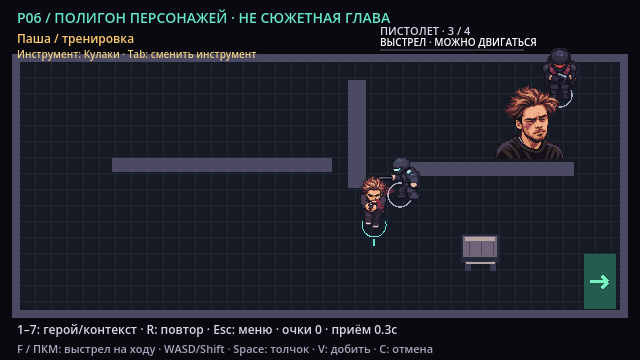 P06 / ПОЛИГОН ПЕРСОНАЖЕЙ · НЕ СЮЖЕТНАЯ ГЛАВА
Паша / тренировка
Инструмент: Кулаки · Tab: сменить инструмент
ПИСТОЛЕТ · 3 / 4
ВЫСТРЕЛ · МОЖНО ДВИГАТЬСЯ
1–7: герой/контекст · R: повтор · Esc: меню · очки 0 · приём 0.3с
F / ПКМ: выстрел на ходу · WASD/Shift · Space: толчок · V: добить · C: отмена